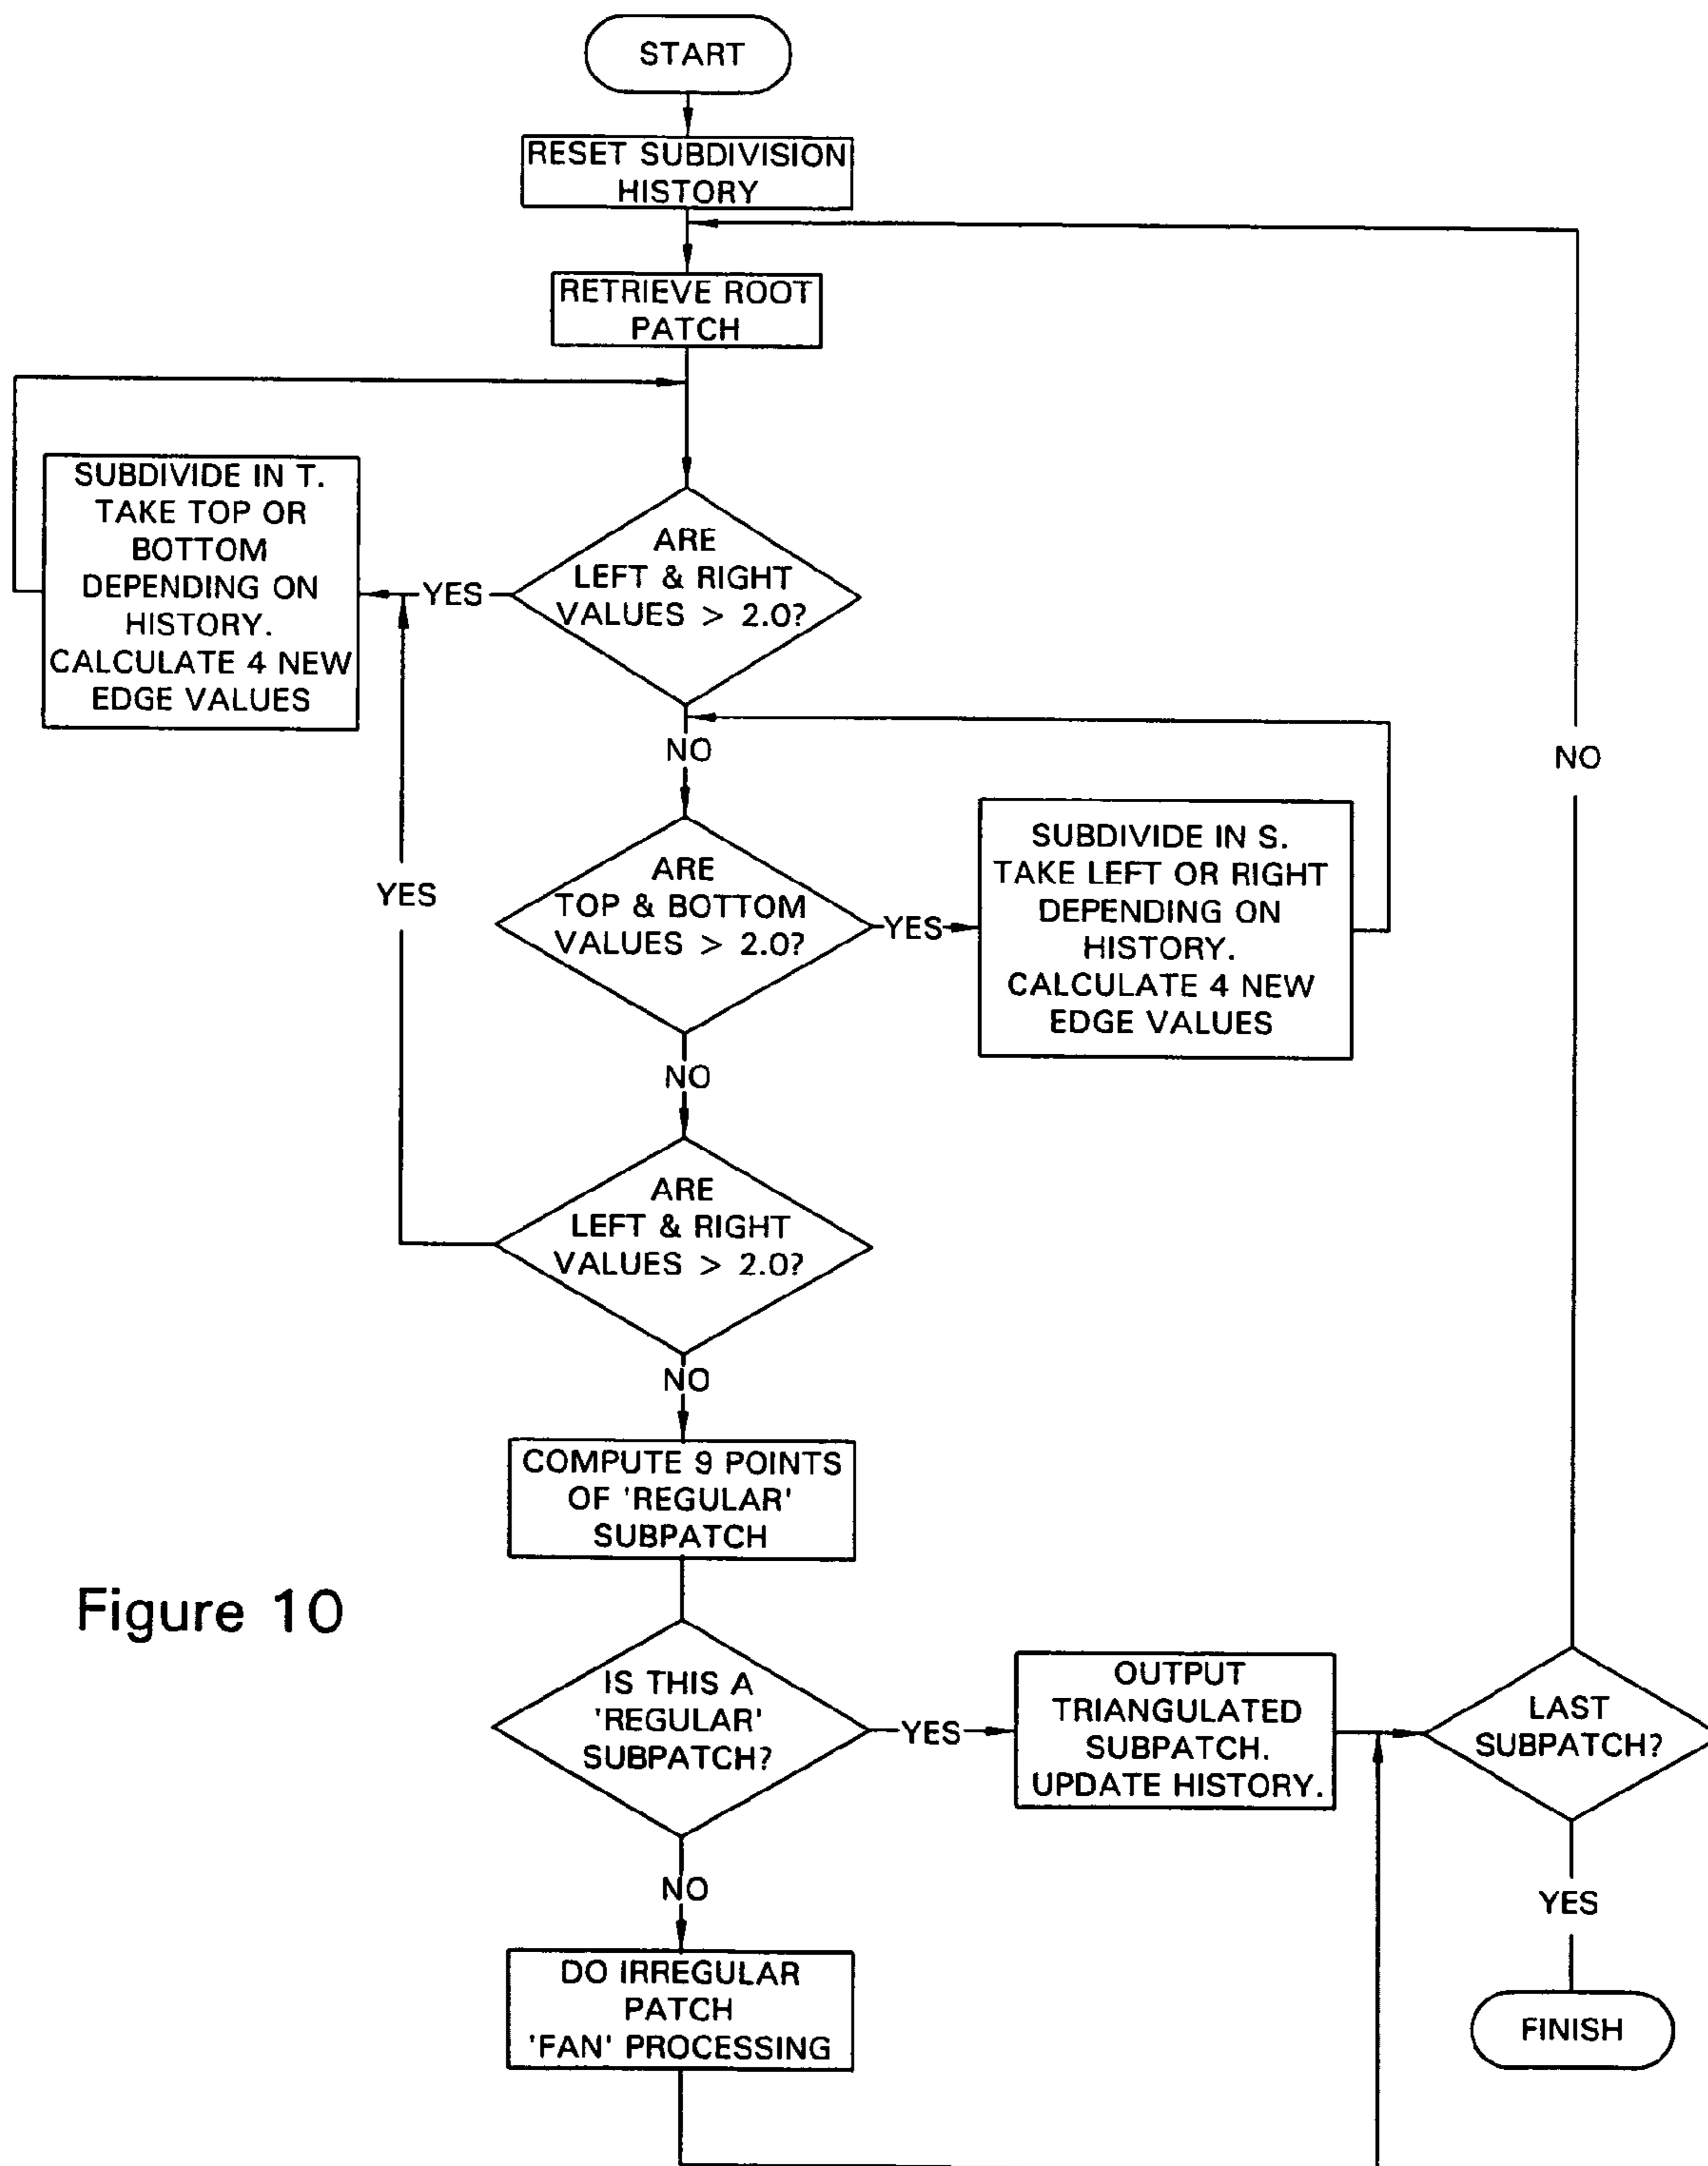 START
RESET SUBDIVISION
HISTORY
RETRIEVE ROOT
PATCH
SUBDIVIDE IN T.
TAKE TOP OR
BOTTOM
DEPENDING ON
HISTORY.
CALCULATE 4 NEW
EDGE VALUES
YES
ARE
LEFT & RIGHT
VALUES > 2.0?
NO
NO
YES
ARE
TOP & BOTTOM
VALUES > 2.0?
YES
SUBDIVIDE IN S.
TAKE LEFT OR RIGHT
DEPENDING ON
HISTORY.
CALCULATE 4 NEW
EDGE VALUES
NO
ARE
LEFT & RIGHT
VALUES > 2.0?
NO
COMPUTE 9 POINTS
OF 'REGULAR'
SUBPATCH
Figure 10
IS THIS A
'REGULAR'
SUBPATCH?
YES
OUTPUT
TRIANGULATED
SUBPATCH.
UPDATE HISTORY.
LAST
SUBPATCH?
NO
YES
DO IRREGULAR
PATCH
'FAN' PROCESSING
FINISH